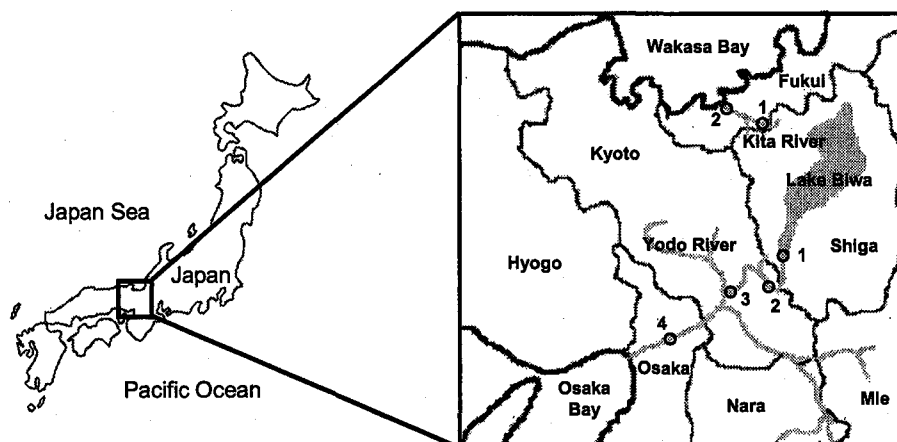 Japan Sea
Japan
Pacific Ocean
Wakasa Bay
Fukui
2
1
Kita River
Kyoto
Lake Biwa
Yodo River
1
Shiga
Hyogo
3
2
4
Osaka
Osaka
Bay
Nara
Mie